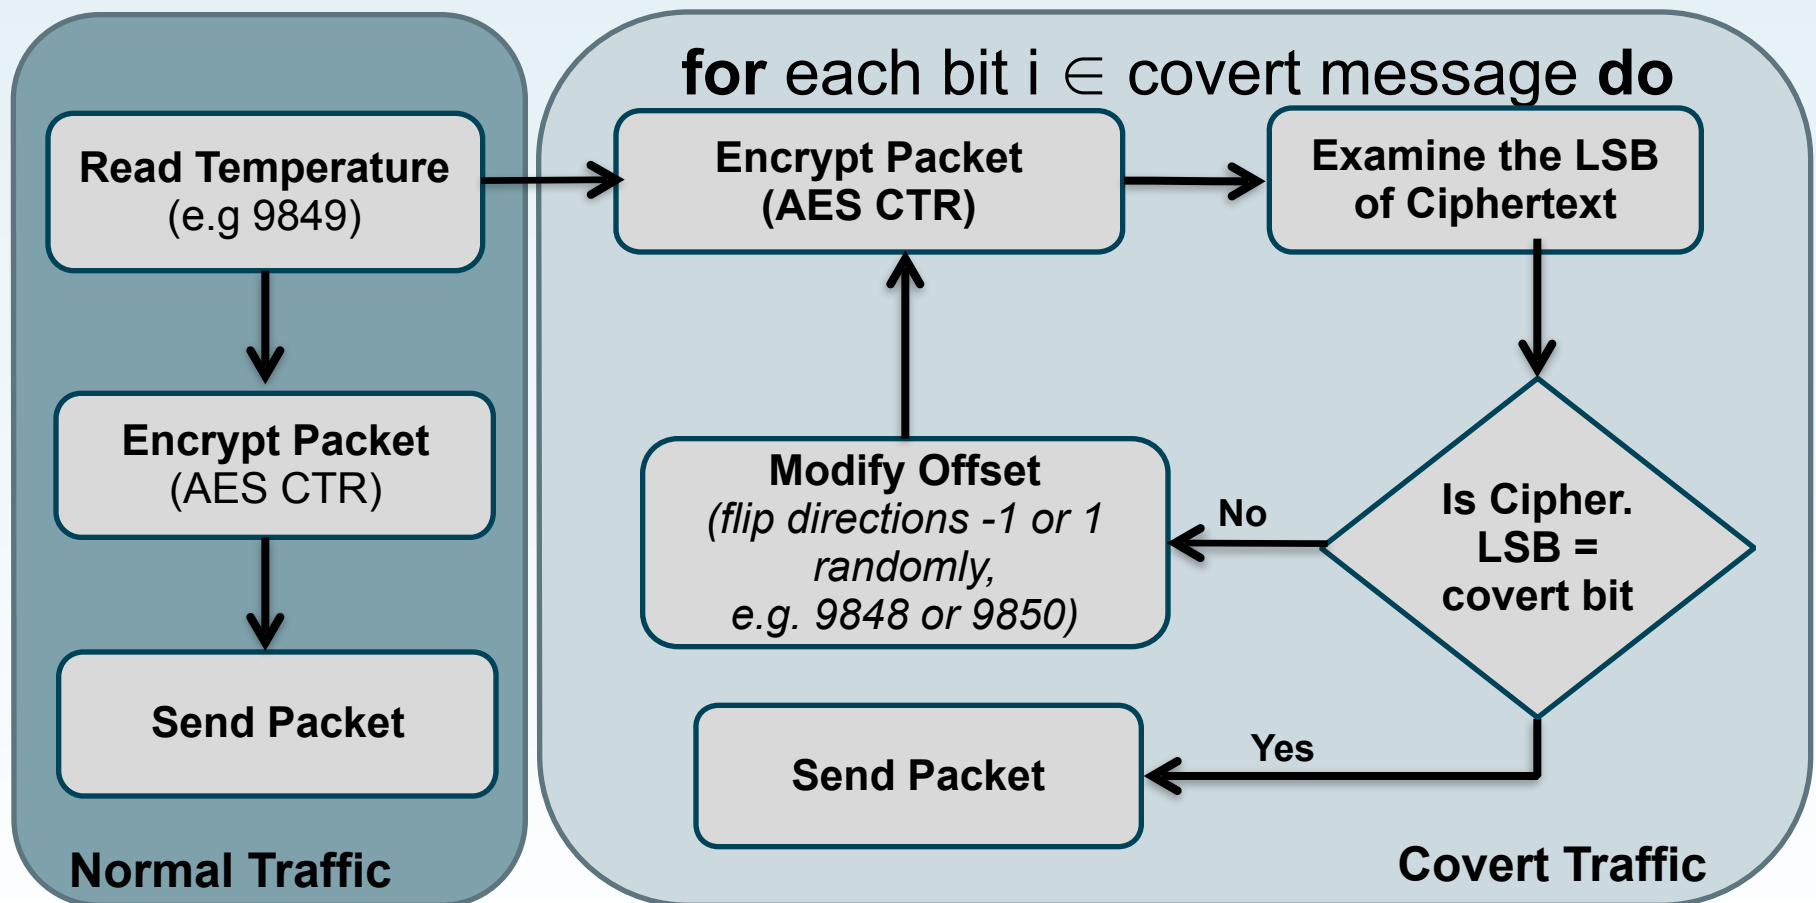 for each bit i ∈ covert message do
Read Temperature
(e.g 9849)
Encrypt Packet
(AES CTR)
Send Packet
Normal Traffic
Encrypt Packet
(AES CTR)
Examine the LSB
of Ciphertext
Is Cipher.
LSB =
covert bit
No
Modify Offset
(flip directions -1 or 1
randomly,
e.g. 9848 or 9850)
Yes
Send Packet
Covert Traffic